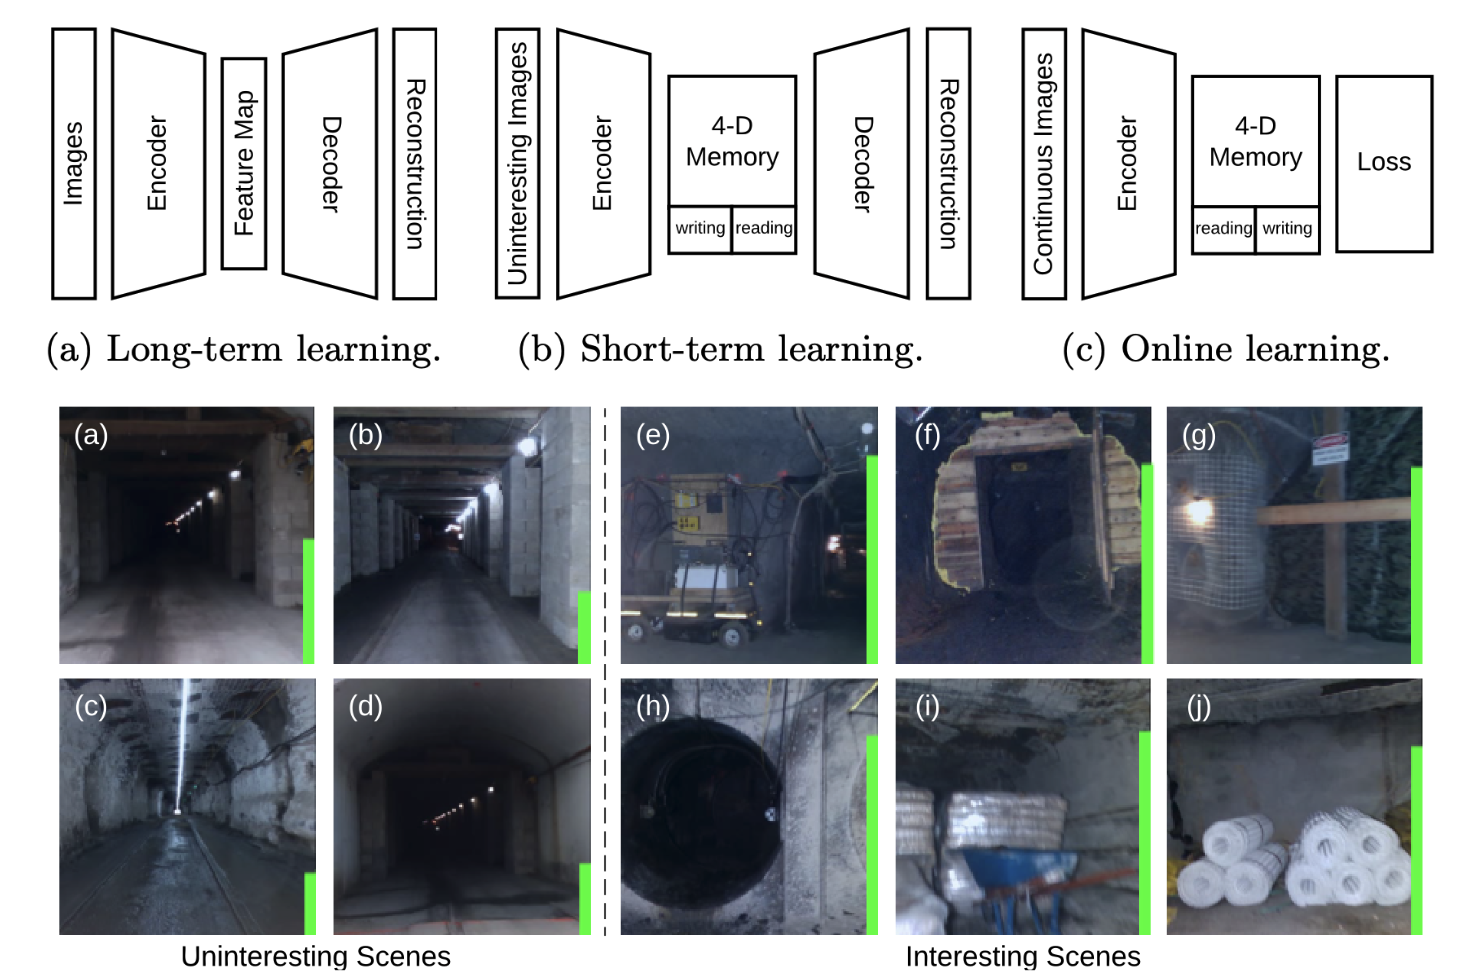 Images
Encoder
Feature Map
Decoder
Reconstruction
Uninteresting Images
Encoder
4-D
Memory
writing
reading
Decoder
Reconstruction
Continuous Images
Encoder
4-D
Memory
reading
writing
Loss
(a) Long-term learning.
(b) Short-term learning.
(c) Online learning.
(a)
(b)
(e)
(f)
(g)
(c)
(d)
(h)
(i)
(j)
Uninteresting Scenes
Interesting Scenes